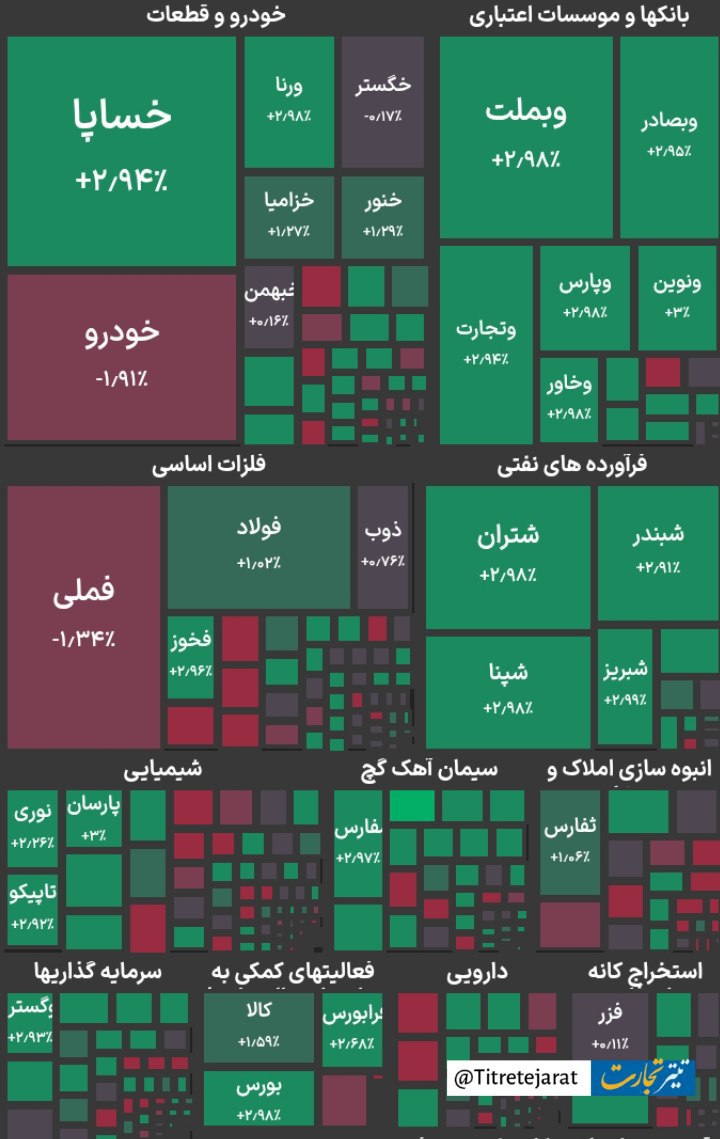 بانکها و موسسات اعتباری
وبملت
+۲٫۹۸٪
وبصادر
+۲٫۹۵٪
وتجارت
+۲٫۹۴٪
وپارس
+۲٫۹۸٪
ونوین
+۳٪
وخاور
+۲٫۹۸٪
خودرو و قطعات
خساپا
+۲٫۹۴٪
ورنا
+۲٫۹۸٪
خگستر
-۰٫۱۷٪
خزامیا
+۱٫۲۷٪
خنور
+۱٫۲۹٪
خبهمن
+۰٫۱۶٪
خودرو
-۱٫۹۱٪
فرآورده های نفتی
شتران
+۲٫۹۸٪
شبندر
+۲٫۹۱٪
شپنا
+۲٫۹۸٪
شبریز
+۲٫۹۹٪
فلزات اساسی
فملی
-۱٫۳۴٪
فولاد
+۱٫۰۲٪
ذوب
+۰٫۷۶٪
فخوز
+۲٫۹۶٪
انبوه سازی املاک و
ثفارس
+۱٫۰۶٪
سیمان آهک گچ
سفارس
+۲٫۹۷٪
شیمیایی
نوری
+۲٫۲۶٪
پارسان
+۳٪
تاپیکو
+۲٫۹۲٪
استخراج کانه
فزر
+۰٫۱۱٪
دارویی
فعالیتهای کمکی به
کالا
+۱٫۵۹٪
فرابورس
+۲٫۶۸٪
بورس
+۲٫۹۸٪
سرمایه گذاریها
وگستر
+۲٫۹۳٪
@Titretejarat
تیتر تجارت